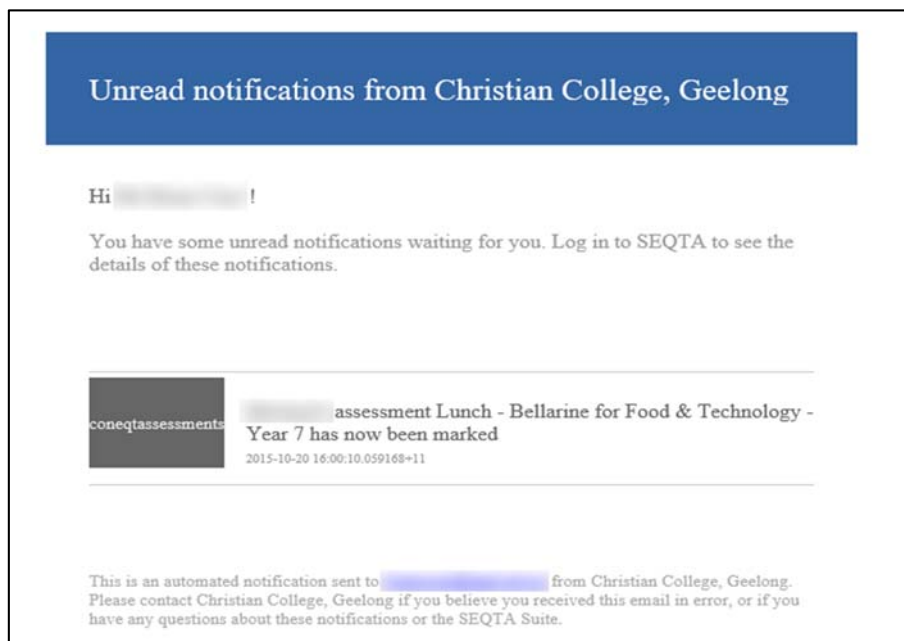 Unread notifications from Christian College, Geelong
Hi !
You have some unread notifications waiting for you. Log in to SEQTA to see the
details of these notifications.
coneqtassessments
assessment Lunch - Bellarine for Food & Technology -
Year 7 has now been marked
2015-10-20 16:00:10.059168+11
This is an automated notification sent to from Christian College, Geelong.
Please contact Christian College, Geelong if you believe you received this email in error, or if you
have any questions about these notifications or the SEQTA Suite.